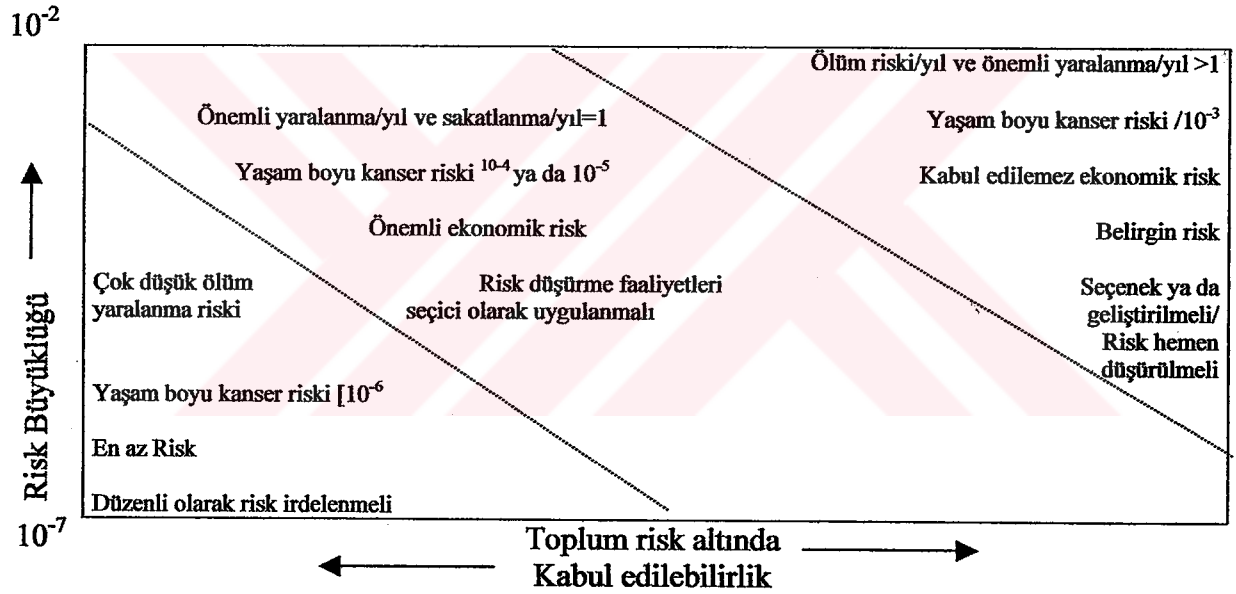 10⁻²
Ölüm riski/yıl ve önemli yaralanma/yıl >1
Önemli yaralanma/yıl ve sakatlanma/yıl=1
Yaşam boyu kanser riski /10⁻³
Yaşam boyu kanser riski ¹⁰⁻⁴ ya da 10⁻⁵
Kabul edilemez ekonomik risk
Önemli ekonomik risk
Belirgin risk
Çok düşük ölüm
yaralanma riski
Risk düşürme faaliyetleri
seçici olarak uygulanmalı
Seçenek ya da
geliştirilmeli/
Risk hemen
düşürülmeli
Yaşam boyu kanser riski [10⁻⁶
En az Risk
Düzenli olarak risk irdelenmeli
Risk Büyüklüğü
10⁻⁷
Toplum risk altında
Kabul edilebilirlik